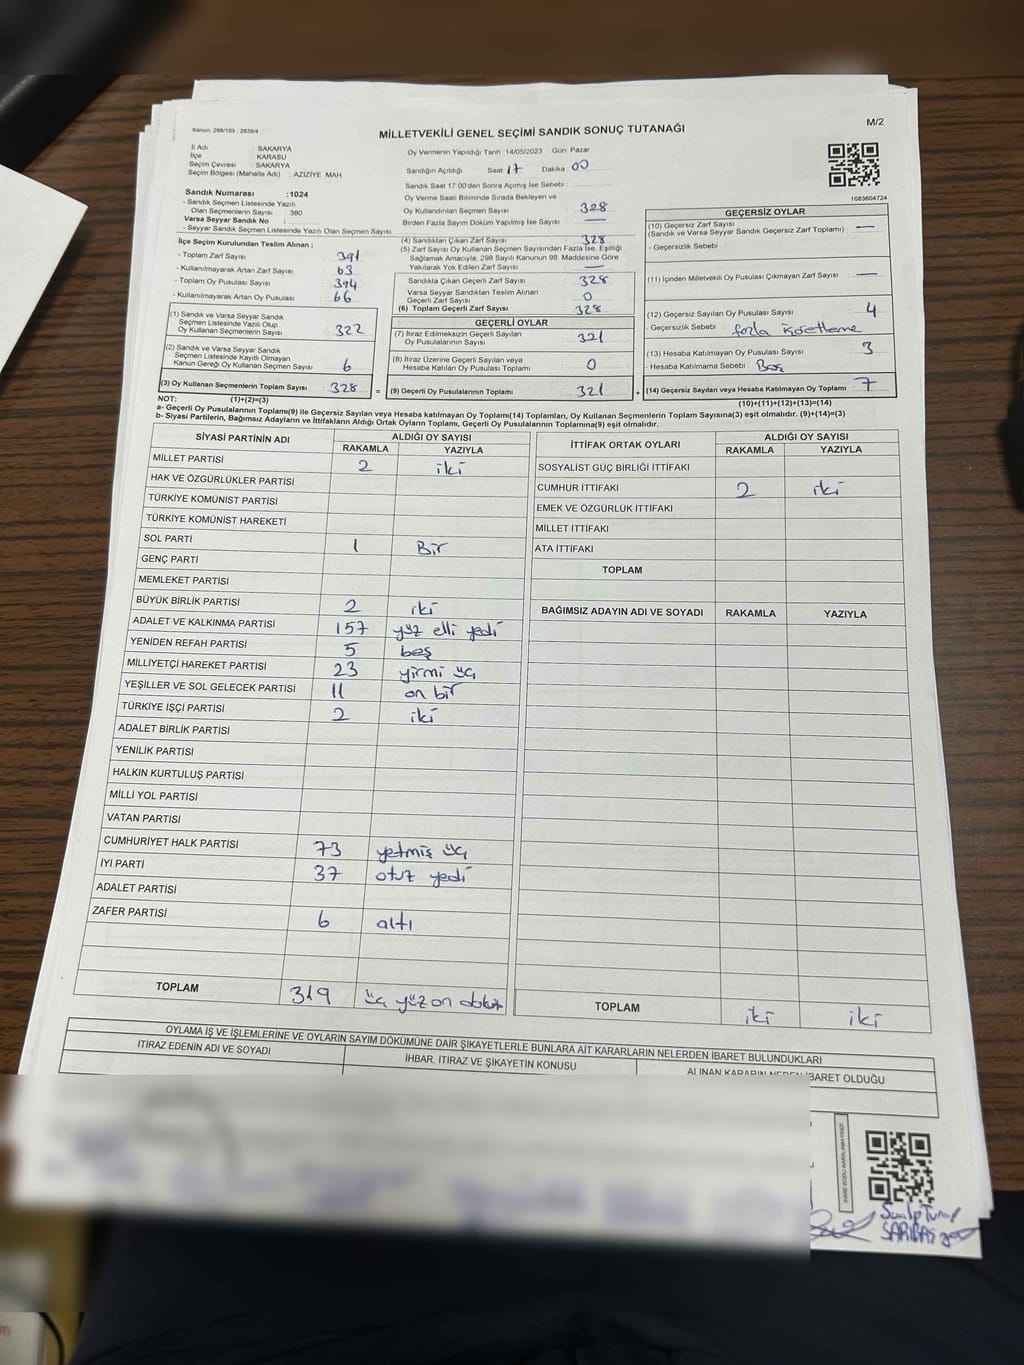 Kanun, 298/105 , 2839/4
M/2
MİLLETVEKİLİ GENEL SEÇİMİ SANDIK SONUÇ TUTANAĞI
İl Adı : SAKARYA
İlçe : KARASU
Seçim Çevresi : SAKARYA
Seçim Bölgesi (Mahalle Adı) : AZİZİYE MAH.
Sandık Numarası :1024
- Sandık Seçmen Listesinde Yazılı
Olan Seçmenlerin Sayısı : 380
Varsa Seyyar Sandık No :
- Seyyar Sandık Seçmen Listesinde Yazılı Olan Seçmen Sayısı
İlçe Seçim Kurulundan Teslim Alınan :
- Toplam Zarf Sayısı : 391
- Kullanılmayarak Artan Zarf Sayısı : 63
- Toplam Oy Pusulası Sayısı : 394
- Kullanılmayarak Artan Oy Pusulası : 66
(1) Sandık ve Varsa Seyyar Sandık
Seçmen Listesinde Yazılı Olup
Oy Kullanan Seçmenlerin Sayısı 322
(2) Sandık ve Varsa Seyyar Sandık
Seçmen Listesinde Kayıtlı Olmayan
Kanun Gereği Oy Kullanan Seçmen Sayısı 6
(3) Oy Kullanan Seçmenlerin Toplam Sayısı 328 =
Oy Vermenin Yapıldığı Tarih :14/05/2023 Gün: Pazar
Sandığın Açıldığı Saat: 17 Dakika: 00
Sandık Saat 17:00'den Sonra Açılmış İse Sebebi :
Oy Verme Saati Bitiminde Sırada Bekleyen ve
Oy Kullandırılan Seçmen Sayısı : 328
Birden Fazla Sayım Döküm Yapılmış İse Sayısı : —
(4) Sandıktan Çıkan Zarf Sayısı 328
(5) Zarf Sayısı Oy Kullanan Seçmen Sayısından Fazla İse, Eşitliği
Sağlamak Amacıyla, 298 Sayılı Kanunun 98. Maddesine Göre
Yakılarak Yok Edilen Zarf Sayısı —
Sandıkta Çıkan Geçerli Zarf Sayısı 328
Varsa Seyyar Sandıktan Teslim Alınan
Geçerli Zarf Sayısı 0
(6) Toplam Geçerli Zarf Sayısı 328
GEÇERLİ OYLAR
(7) İtiraz Edilmeksizin Geçerli Sayılan
Oy Pusulalarının Sayısı: 321
(8) İtiraz Üzerine Geçerli Sayılan veya
Hesaba Katılan Oy Pusulası Toplamı 0
(9) Geçerli Oy Pusulalarının Toplamı 321 +
1083604724
GEÇERSİZ OYLAR
(10) Geçersiz Zarf Sayısı
(Sandık ve Varsa Seyyar Sandık Geçersiz Zarf Toplamı) : —
- Geçersizlik Sebebi :
(11) İçinden Milletvekili Oy Pusulası Çıkmayan Zarf Sayısı : —
(12) Geçersiz Sayılan Oy Pusulası Sayısı : 4
- Geçersizlik Sebebi : fazla işaretleme
(13) Hesaba Katılmayan Oy Pusulası Sayısı : 3
- Hesaba Katılmama Sebebi : Boş
(14) Geçersiz Sayılan veya Hesaba Katılmayan Oy Toplamı 7
NOT: (1)+(2)=(3) (10)+(11)+(12)+(13)=(14)
a- Geçerli Oy Pusulalarının Toplamı(9) ile Geçersiz Sayılan veya Hesaba katılmayan Oy Toplamı(14) Toplamları, Oy Kullanan Seçmenlerin Toplam Sayısına(3) eşit olmalıdır. (9)+(14)=(3)
b- Siyasi Partilerin, Bağımsız Adayların ve İttifakların Aldığı Ortak Oyların Toplamı, Geçerli Oy Pusulalarının Toplamına(9) eşit olmalıdır.
SİYASİ PARTİNİN ADI ALDIĞI OY SAYISI
RAKAMLA YAZIYLA
MİLLET PARTİSİ 2 iki
HAK VE ÖZGÜRLÜKLER PARTİSİ
TÜRKİYE KOMÜNİST PARTİSİ
TÜRKİYE KOMÜNİST HAREKETİ
SOL PARTİ 1 Bir
GENÇ PARTİ
MEMLEKET PARTİSİ
BÜYÜK BİRLİK PARTİSİ 2 iki
ADALET VE KALKINMA PARTİSİ 157 yüz elli yedi
YENİDEN REFAH PARTİSİ 5 beş
MİLLİYETÇİ HAREKET PARTİSİ 23 yirmi üç
YEŞİLLER VE SOL GELECEK PARTİSİ 11 on bir
TÜRKİYE İŞÇİ PARTİSİ 2 iki
ADALET BİRLİK PARTİSİ
YENİLİK PARTİSİ
HALKIN KURTULUŞ PARTİSİ
MİLLİ YOL PARTİSİ
VATAN PARTİSİ
CUMHURİYET HALK PARTİSİ 73 yetmiş üç
İYİ PARTİ 37 otuz yedi
ADALET PARTİSİ
ZAFER PARTİSİ 6 altı
TOPLAM 319 üç yüz on dokuz
İTTİFAK ORTAK OYLARI ALDIĞI OY SAYISI
RAKAMLA YAZIYLA
SOSYALİST GÜÇ BİRLİĞİ İTTİFAKI
CUMHUR İTTİFAKI 2 iki
EMEK VE ÖZGÜRLÜK İTTİFAKI
MİLLET İTTİFAKI
ATA İTTİFAKI
TOPLAM
BAĞIMSIZ ADAYIN ADI VE SOYADI RAKAMLA YAZIYLA
TOPLAM iki iki
OYLAMA İŞ VE İŞLEMLERİNE VE OYLARIN SAYIM DÖKÜMÜNE DAİR ŞİKAYETLERLE BUNLARA AİT KARARLARIN NELERDEN İBARET BULUNDUKLARI
İTİRAZ EDENİN ADI VE SOYADI İHBAR, İTİRAZ VE ŞİKAYETİN KONUSU ALINAN KARARIN NEDEN İBARET OLDUĞU